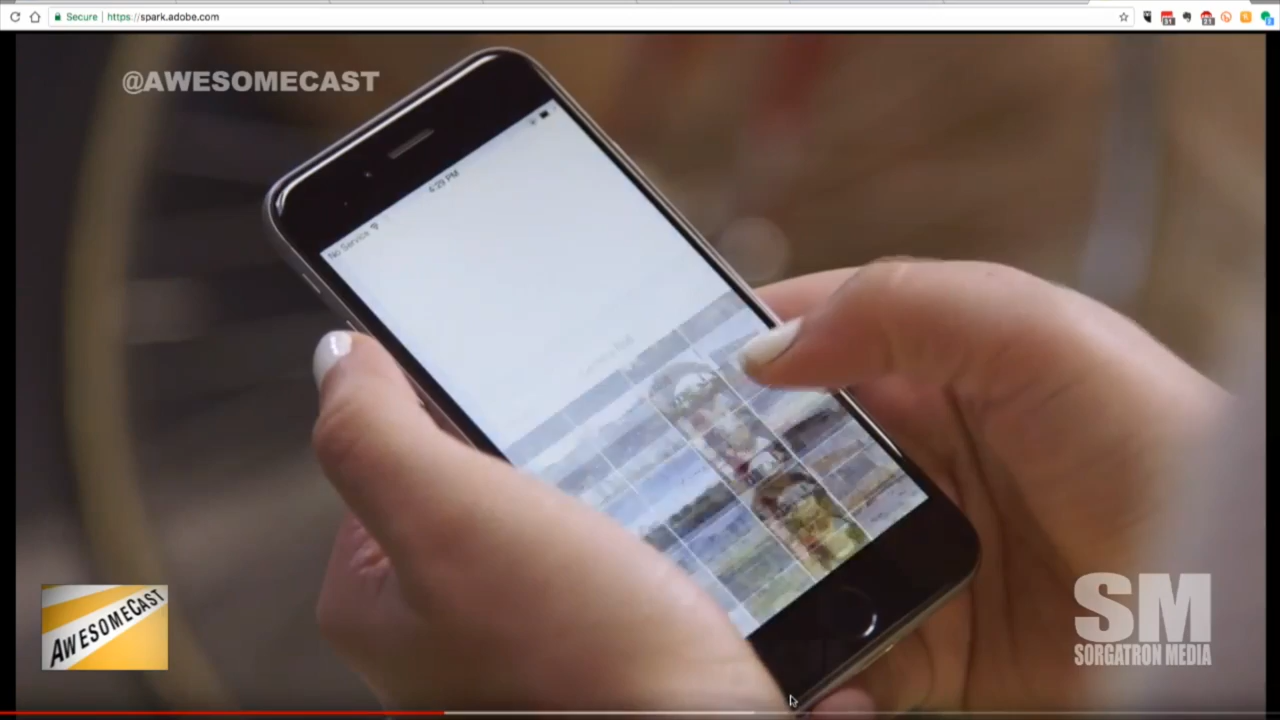 Secure https://spark.adobe.com
@AWESOMECAST
4:29 PM
No Service
AWESOMECAST
SM
SORGATRON MEDIA